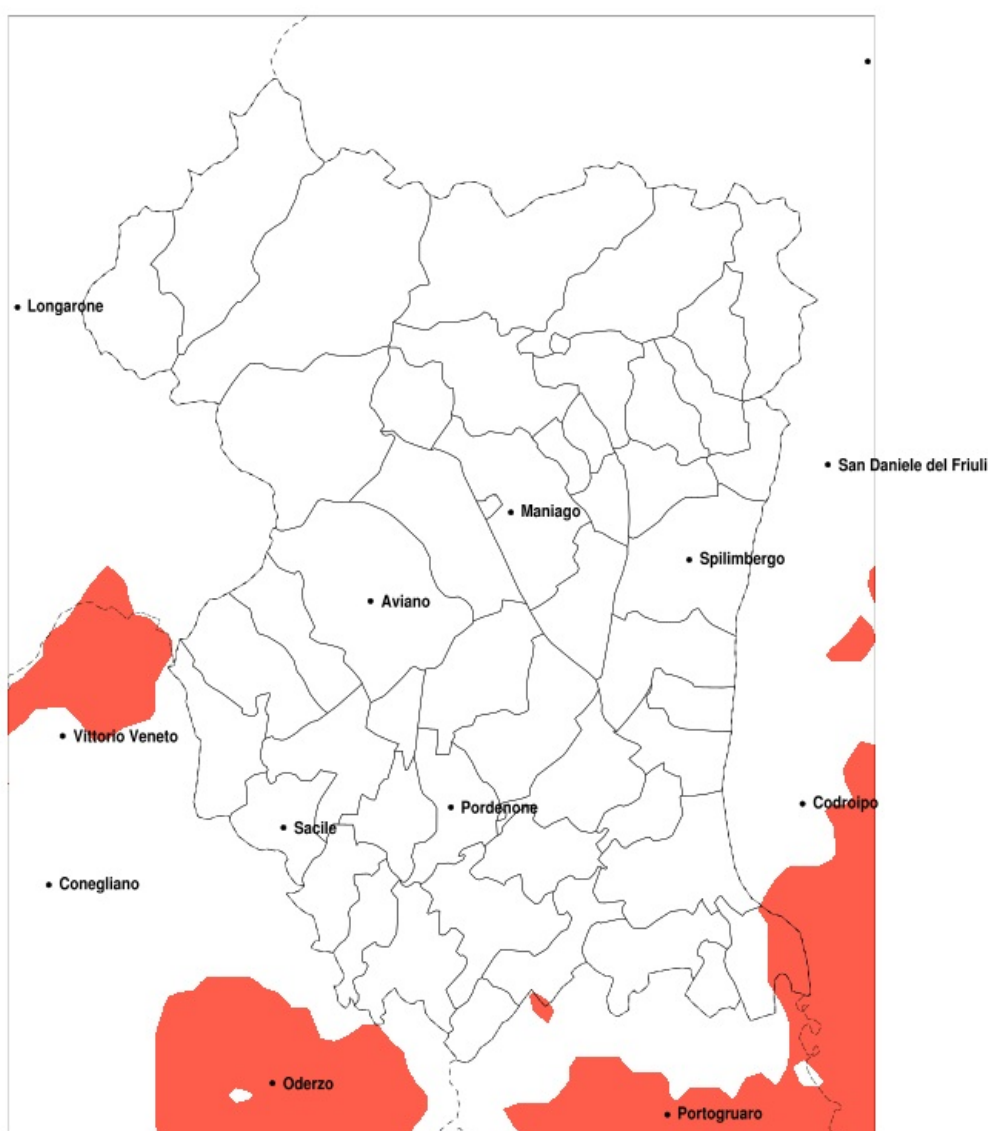 Longarone
San Daniele del Friuli
Maniago
Spilimbergo
Aviano
Vittorio Veneto
Codroipo
Pordenone
Sacile
Conegliano
Oderzo
Portogruaro